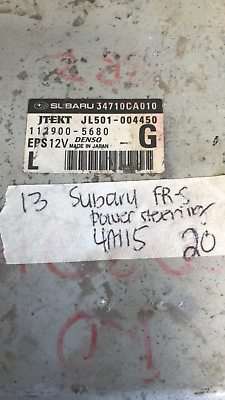 SUBARU 34710CA010
JTEKT JL501-004450
112900-5680 DENSO G
EPS12V MADE IN JAPAN
L
13 Subaru FR-S
power steering
4A115 20